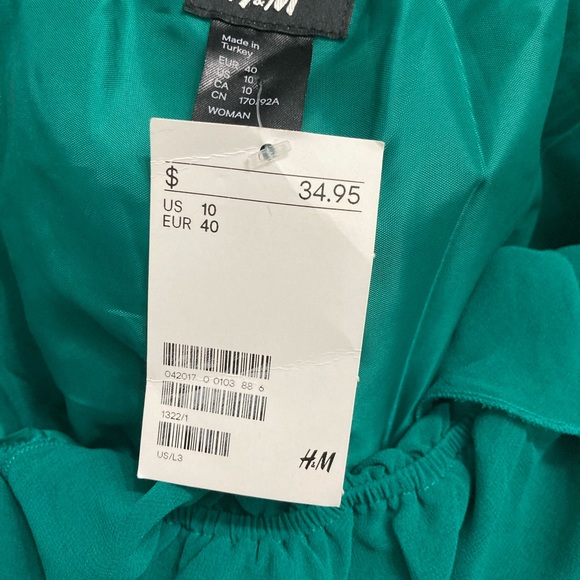 H&M
Made in
Turkey
EUR 40
US 10
CA 10
CN 170/92A
WOMAN
$ 34.95
US 10
EUR 40
042017 0 0103 88 6
1322/1
US/L3
H&M